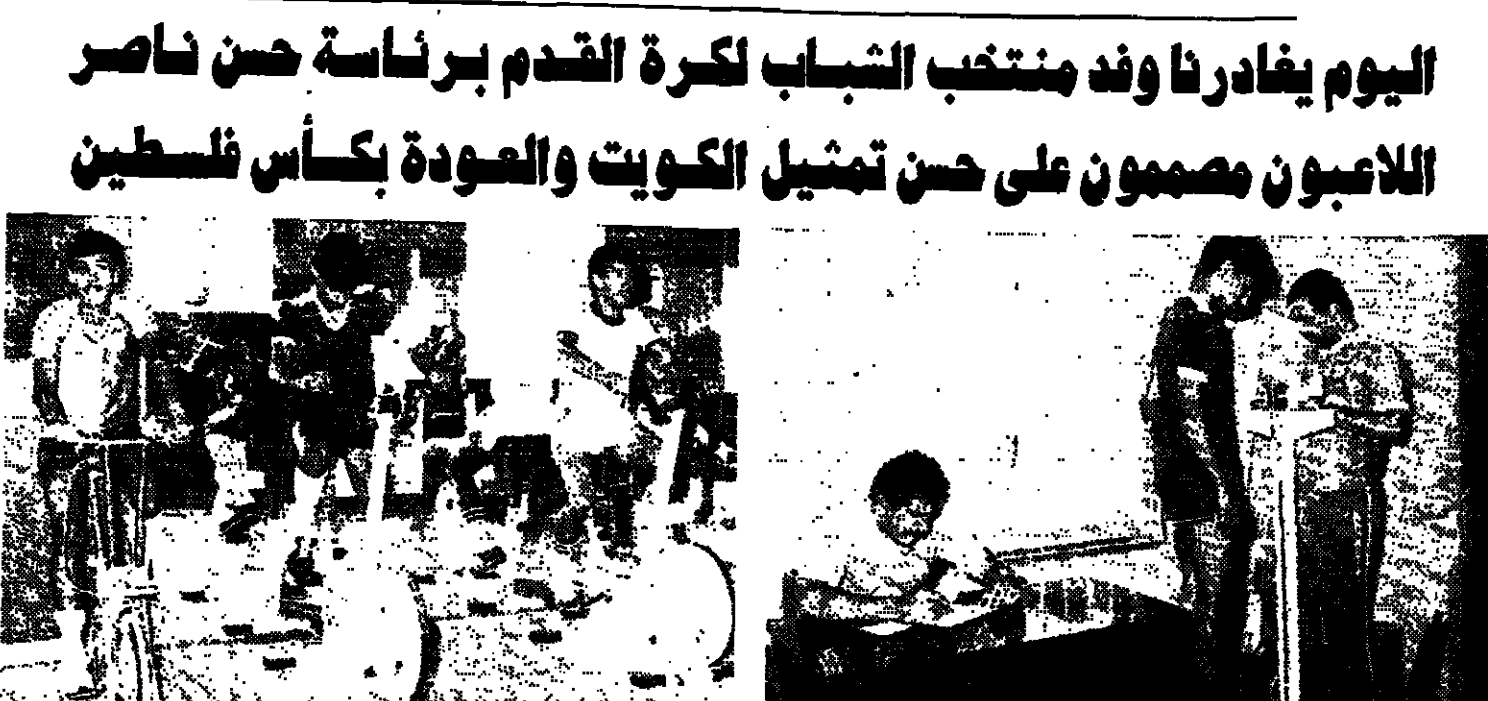 اليوم يغادرنا وفد منتخب الشباب لكرة القدم برئاسة حسن ناصر
اللاعبون مصممون على حسن تمثيل الكويت والعودة بكأس فلسطين